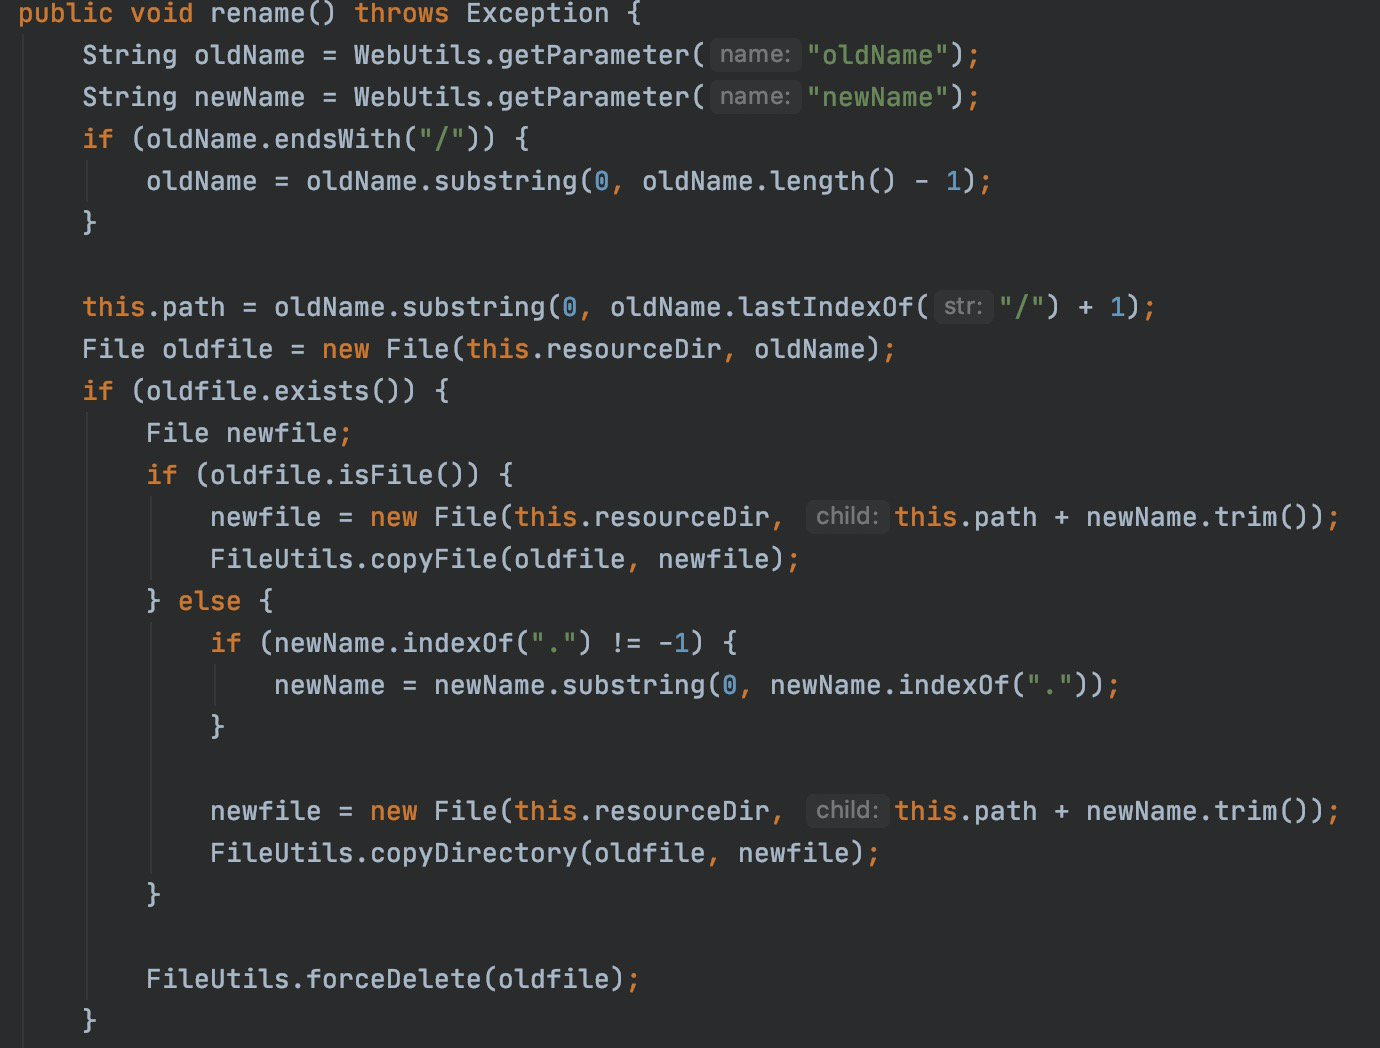 public void rename() throws Exception {
String oldName = WebUtils.getParameter( name: "oldName");
String newName = WebUtils.getParameter( name: "newName");
if (oldName.endsWith("/")) {
oldName = oldName.substring(0, oldName.length() - 1);
}
this.path = oldName.substring(0, oldName.lastIndexOf( str: "/") + 1);
File oldfile = new File(this.resourceDir, oldName);
if (oldfile.exists()) {
File newfile;
if (oldfile.isFile()) {
newfile = new File(this.resourceDir, child: this.path + newName.trim());
FileUtils.copyFile(oldfile, newfile);
} else {
if (newName.indexOf(".") != -1) {
newName = newName.substring(0, newName.indexOf("."));
}
newfile = new File(this.resourceDir, child: this.path + newName.trim());
FileUtils.copyDirectory(oldfile, newfile);
}
FileUtils.forceDelete(oldfile);
}